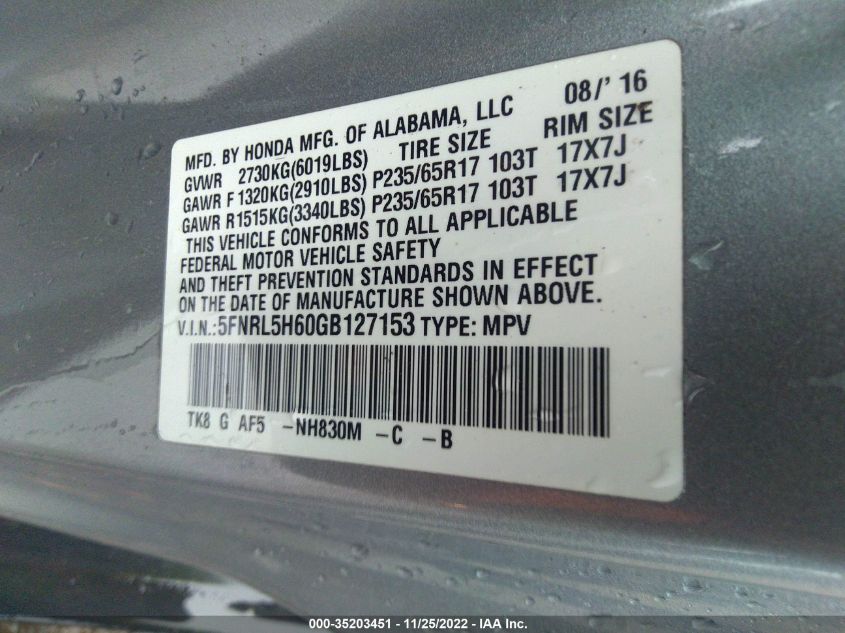 MFD. BY HONDA MFG. OF ALABAMA, LLC 08/' 16
GVWR 2730KG(6019LBS) TIRE SIZE RIM SIZE
GAWR F 1320KG(2910LBS) P235/65R17 103T 17X7J
GAWR R1515KG(3340LBS) P235/65R17 103T 17X7J
THIS VEHICLE CONFORMS TO ALL APPLICABLE
FEDERAL MOTOR VEHICLE SAFETY
AND THEFT PREVENTION STANDARDS IN EFFECT
ON THE DATE OF MANUFACTURE SHOWN ABOVE.
V.I.N.:5FNRL5H60GB127153 TYPE: MPV
TK8 G AF5 -NH830M -C -B
000-35203451 - 11/25/2022 - IAA Inc.